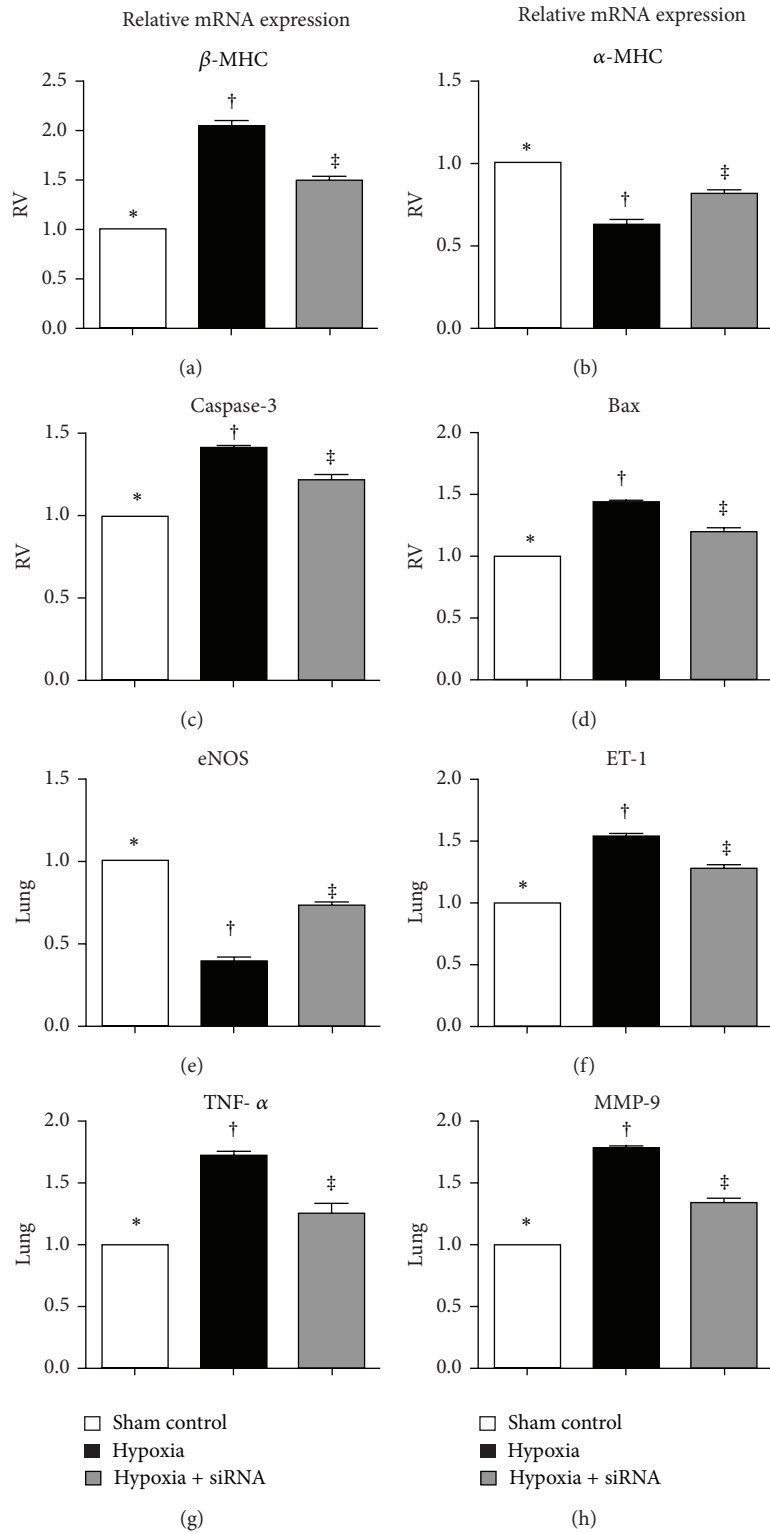 Relative mRNA expression
Relative mRNA expression
β-MHC
2.5
2.0
1.5
1.0
0.5
0.0
RV
*
†
‡
(a)
α-MHC
1.5
1.0
0.5
0.0
RV
*
†
‡
(b)
Caspase-3
1.5
1.0
0.5
0.0
RV
*
†
‡
(c)
Bax
2.0
1.5
1.0
0.5
0.0
RV
*
†
‡
(d)
eNOS
1.5
1.0
0.5
0.0
Lung
*
†
‡
(e)
ET-1
2.0
1.5
1.0
0.5
0.0
Lung
*
†
‡
(f)
TNF- α
2.0
1.5
1.0
0.5
0.0
Lung
*
†
‡
Sham control
Hypoxia
Hypoxia + siRNA
(g)
MMP-9
2.0
1.5
1.0
0.5
0.0
Lung
*
†
‡
Sham control
Hypoxia
Hypoxia + siRNA
(h)